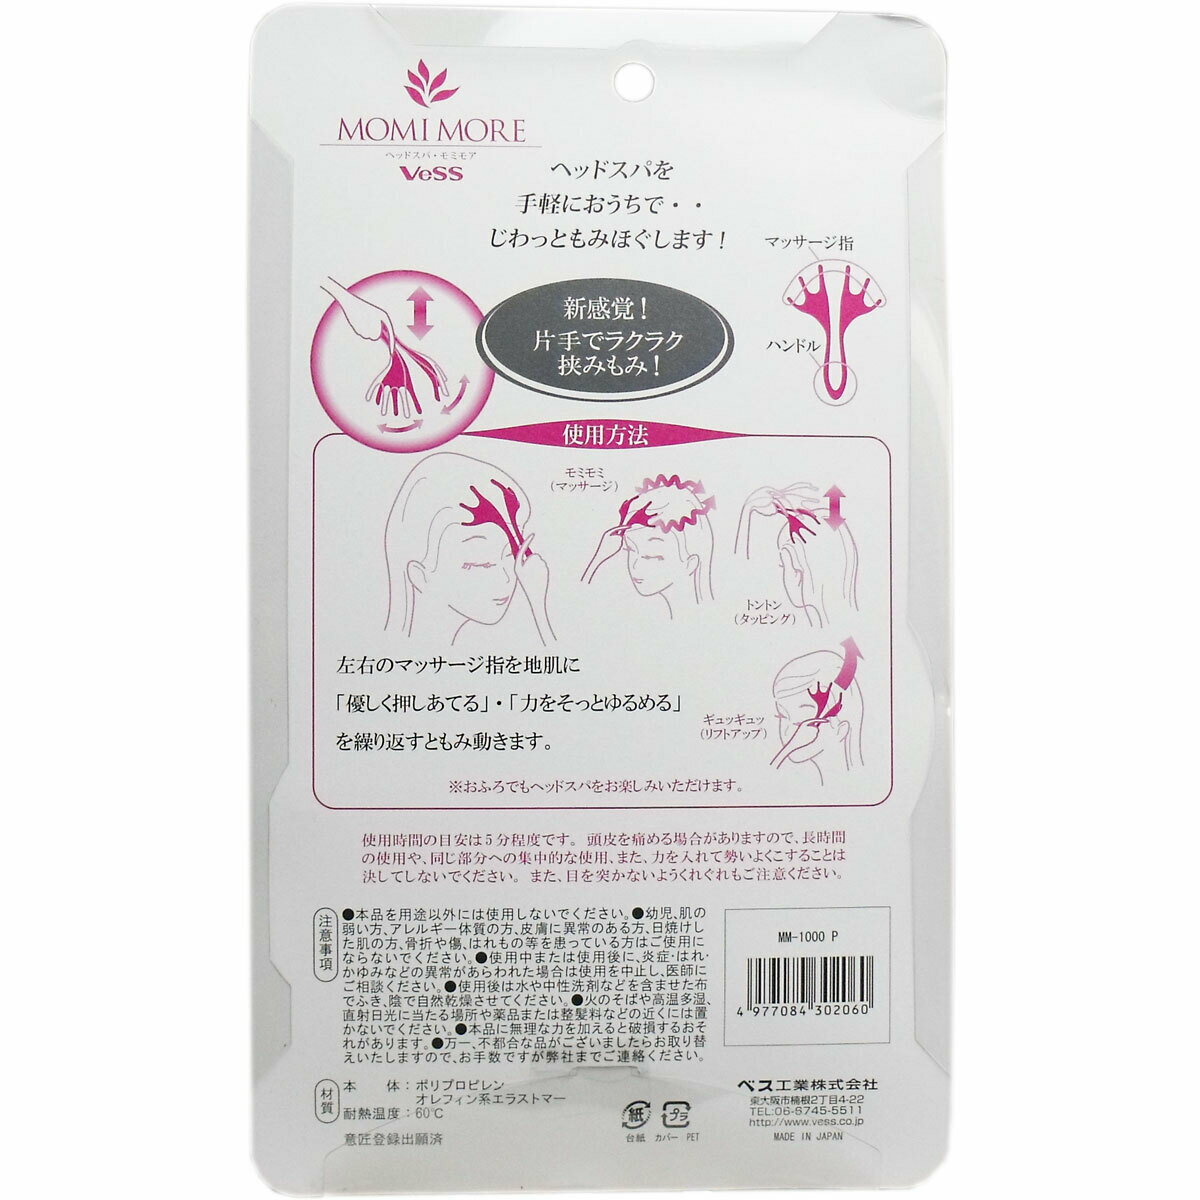 MOMI MORE
ヘッドスパ・モミモア
VeSS
ヘッドスパを
手軽におうちで・・
じわっともみほぐします！
マッサージ指
ハンドル
新感覚！
片手でラクラク
挟みもみ！
使用方法
モミモミ
（マッサージ）
トントン
（タッピング）
ギュッギュッ
（リフトアップ）
左右のマッサージ指を地肌に
「優しく押しあてる」・「力をそっとゆるめる」
を繰り返すともみ動きます。
※おふろでもヘッドスパをお楽しみいただけます。
使用時間の目安は5分程度です。頭皮を痛める場合がありますので、長時間
の使用や、同じ部分への集中的な使用、また、力を入れて勢いよくこすることは
決してしないでください。また、目を突かないようくれぐれもご注意ください。
注意事項
●本品を用途以外には使用しないでください。●幼児、肌の
弱い方、アレルギー体質の方、皮膚に異常のある方、日焼けし
た肌の方、骨折や傷、はれもの等を患っている方はご使用に
ならないでください。●使用中または使用後に、炎症・はれ・
かゆみなどの異常があらわれた場合は使用を中止し、医師に
ご相談ください。●使用後は水や中性洗剤などを含ませた布
でふき、陰で自然乾燥させてください。●火のそばや高温多湿、
直射日光に当たる場所や薬品または整髪料などの近くには置
かないでください。●本品に無理な力を加えると破損するおそ
れがあります。●万一、不都合な品がございましたらお取り替
えいたしますので、お手数ですが弊社までご連絡ください。
材質
本　体：ポリプロピレン
オレフィン系エラストマー
耐熱温度：60℃
意匠登録出願済
MM-1000 P
4 977084 302060
ベス工業株式会社
東大阪市楠根2丁目4-22
TEL:06-6745-5511
http://www.vess.co.jp
MADE IN JAPAN
紙
台紙
プラ
カバー PET